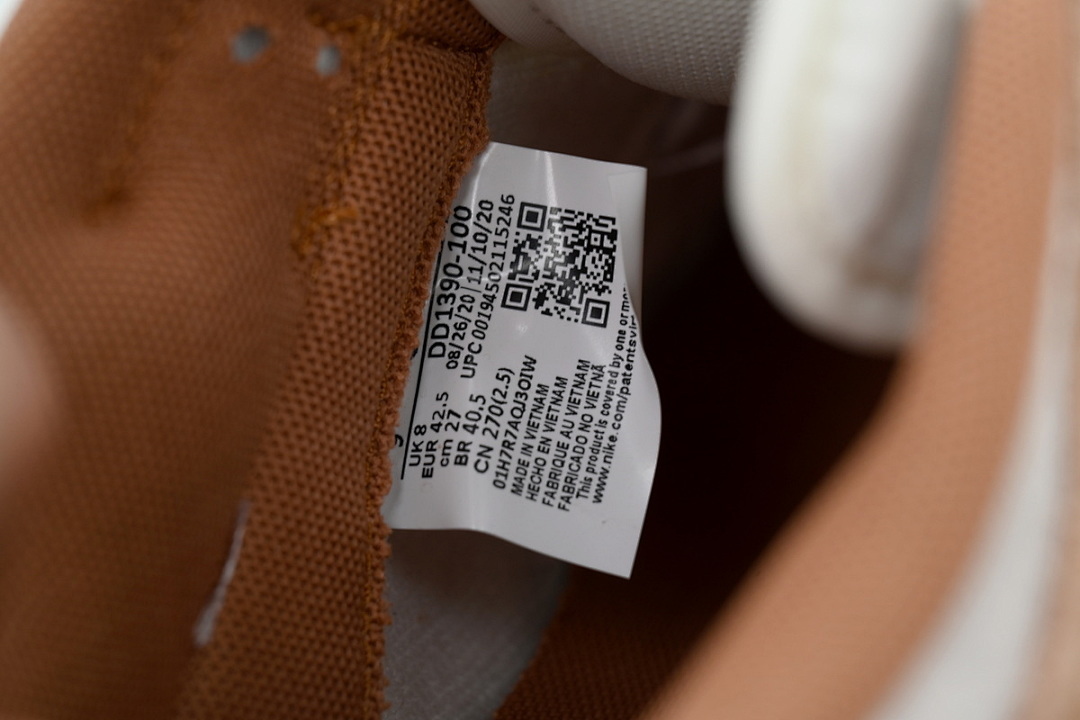 9
UK 8
EUR 42.5
cm 27
BR 40.5
CN 270(2.5)
DD1390-100
08/26/20 11/10/20
UPC 00194502115246
01H7R7AQJ3OIW
MADE IN VIETNAM
HECHO EN VIETNAM
FABRIQUE AU VIETNAM
FABRICADO NO VIETNÃ
This product is covered by one or
www.nike.com/patents